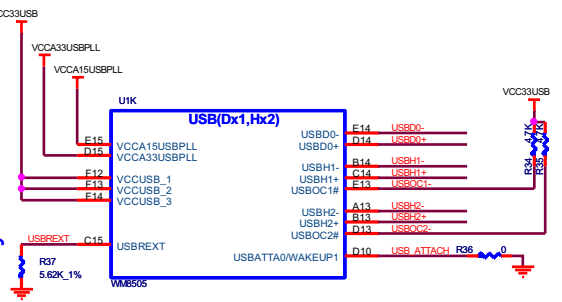 CC33USB
VCCA33USBPLL
VCCA15USBPLL
U1K
USB(Dx1,Hx2)
VCC33USB
E15 VCCA15USBPLL
D15 VCCA33USBPLL
F12 VCCUSB_1
F13 VCCUSB_2
F14 VCCUSB_3
USBREXT C15 USBREXT
USBD0- E14 USBD0-
USBD0+ D14 USBD0+
USBH1- B14 USBH1-
USBH1+ C14 USBH1+
USBOC1# E13 USBOC1-
USBH2- A13 USBH2-
USBH2+ B13 USBH2+
USBOC2# D13 USBOC2-
USBATTA0/WAKEUP1 D10 USB_ATTACH R36 0
R34 4.7K
R35 4.7K
R37
5.62K_1%
WM8505